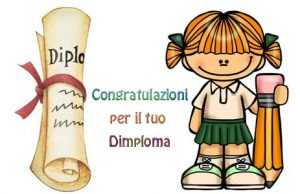 Diplo
Congratulazioni
per il tuo
Dimploma